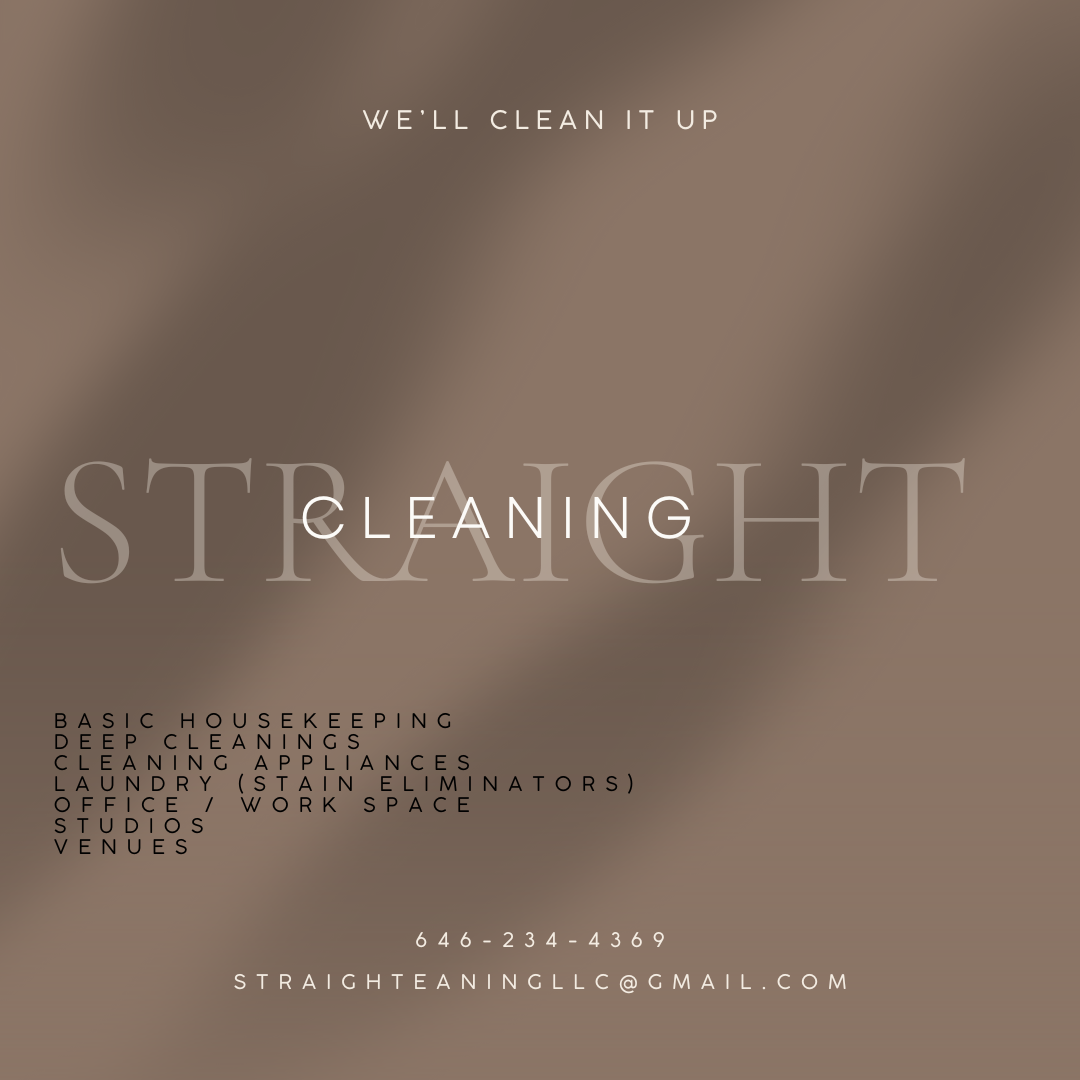 WE'LL CLEAN IT UP
STRAIGHT
CLEANING
BASIC HOUSEKEEPING
DEEP CLEANINGS
CLEANING APPLIANCES
LAUNDRY (STAIN ELIMINATORS)
OFFICE / WORK SPACE
STUDIOS
VENUES
646-234-4369
STRAIGHTEANINGLLC@GMAIL.COM